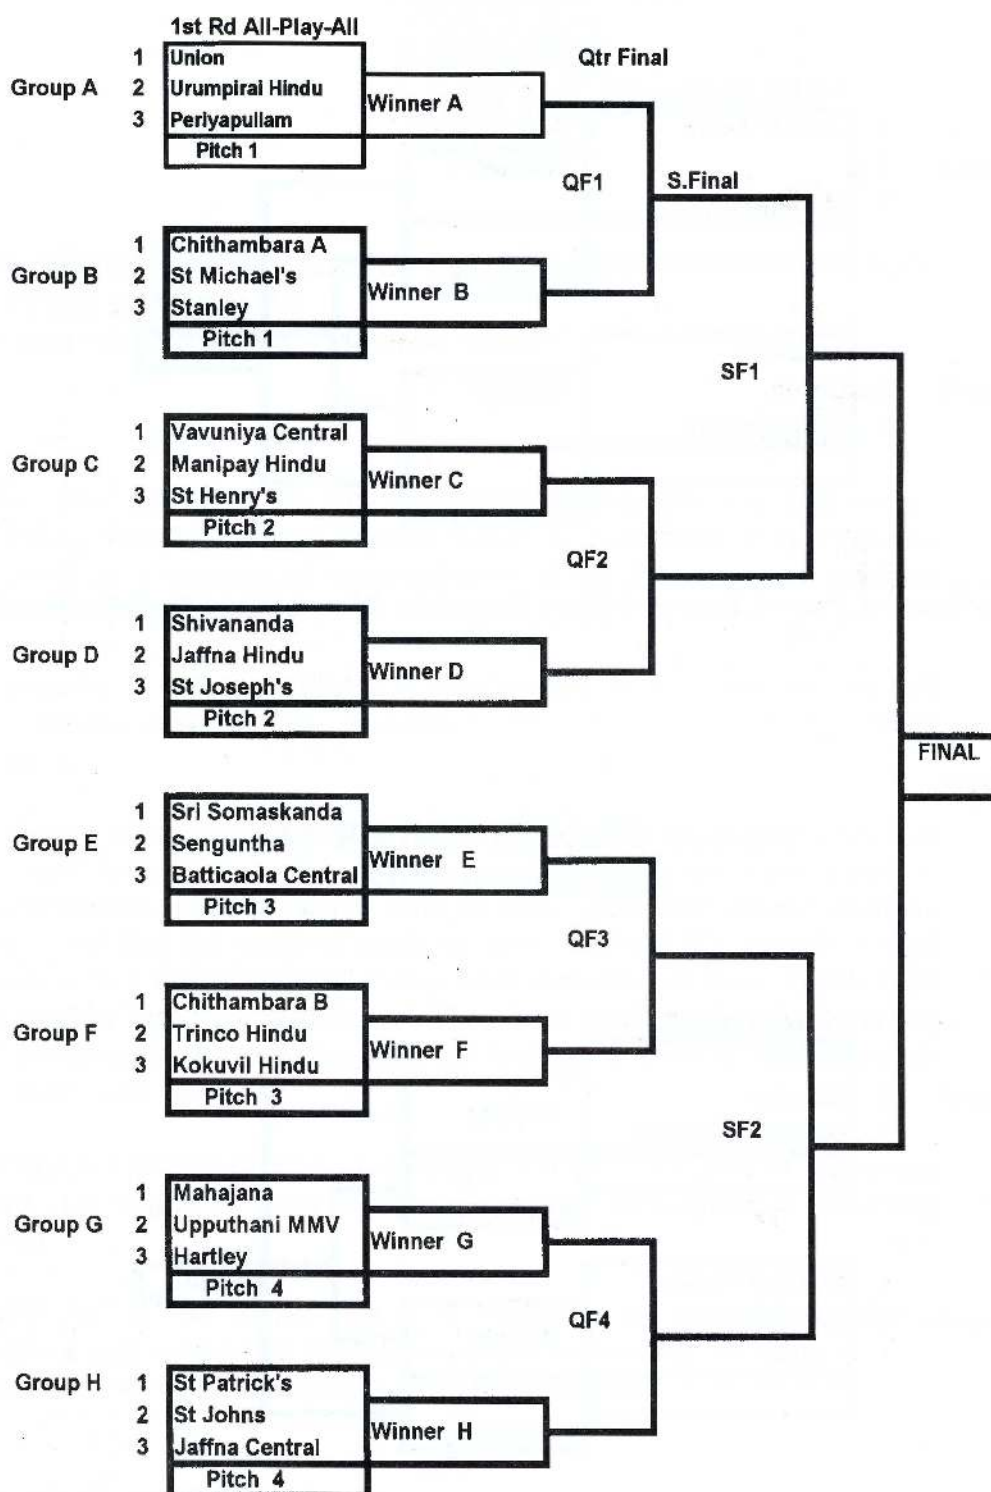 1st Rd All-Play-All
Qtr Final
Group A
1 Union
2 Urumpirai Hindu
3 Periyapullam
Pitch 1
Winner A
QF1
S.Final
Group B
1 Chithambara A
2 St Michael's
3 Stanley
Pitch 1
Winner B
SF1
Group C
1 Vavuniya Central
2 Manipay Hindu
3 St Henry's
Pitch 2
Winner C
QF2
Group D
1 Shivananda
2 Jaffna Hindu
3 St Joseph's
Pitch 2
Winner D
FINAL
Group E
1 Sri Somaskanda
2 Senguntha
3 Batticaola Central
Pitch 3
Winner E
QF3
Group F
1 Chithambara B
2 Trinco Hindu
3 Kokuvil Hindu
Pitch 3
Winner F
SF2
Group G
1 Mahajana
2 Upputhani MMV
3 Hartley
Pitch 4
Winner G
QF4
Group H
1 St Patrick's
2 St Johns
3 Jaffna Central
Pitch 4
Winner H